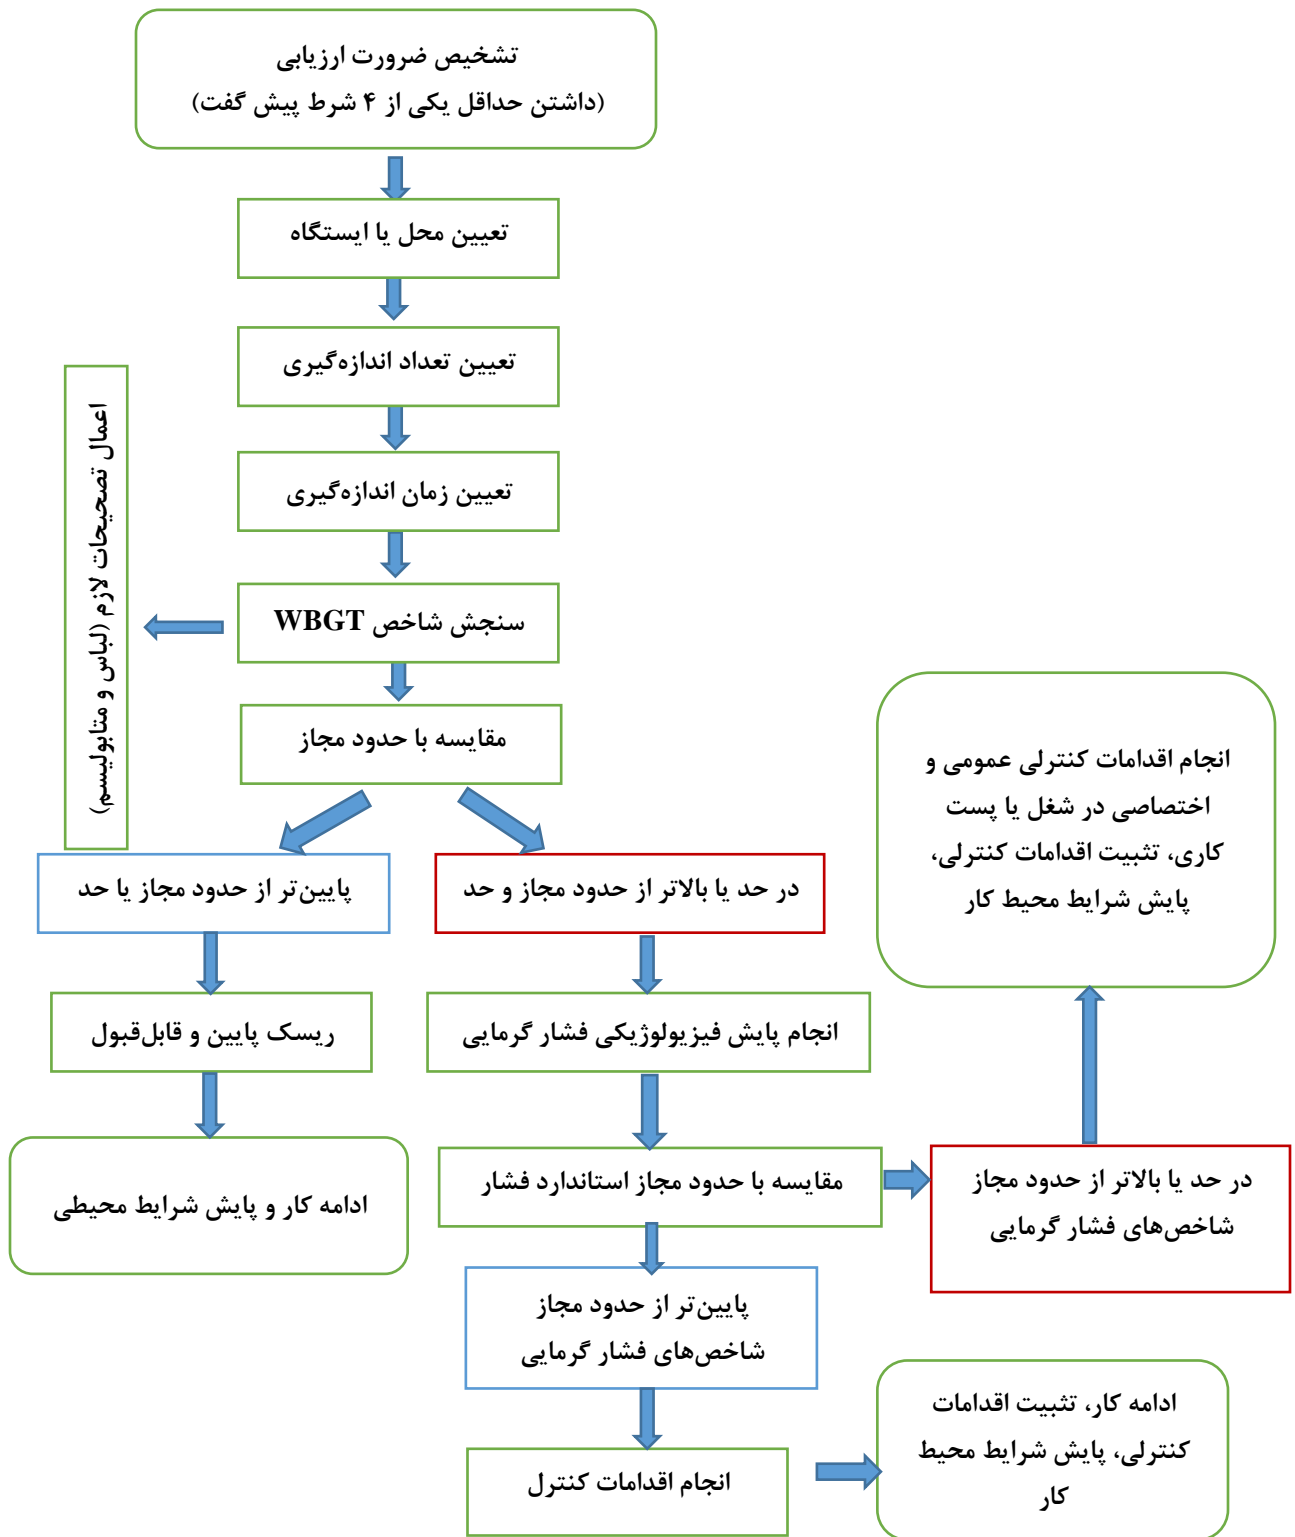 تشخیص ضرورت ارزیابی
(داشتن حداقل یکی از ۴ شرط پیش گفت)
تعیین محل یا ایستگاه
تعیین تعداد اندازه‌گیری
تعیین زمان اندازه‌گیری
سنجش شاخص WBGT
اعمال تصحیحات لازم (لباس و متابولیسم)
مقایسه با حدود مجاز
انجام اقدامات کنترلی عمومی و
اختصاصی در شغل یا پست
کاری، تثبیت اقدامات کنترلی،
پایش شرایط محیط کار
در حد یا بالاتر از حدود مجاز و حد
پایین‌تر از حدود مجاز یا حد
انجام پایش فیزیولوژیکی فشار گرمایی
ریسک پایین و قابل‌قبول
در حد یا بالاتر از حدود مجاز
شاخص‌های فشار گرمایی
مقایسه با حدود مجاز استاندارد فشار
ادامه کار و پایش شرایط محیطی
پایین‌تر از حدود مجاز
شاخص‌های فشار گرمایی
ادامه کار، تثبیت اقدامات
کنترلی، پایش شرایط محیط
کار
انجام اقدامات کنترل